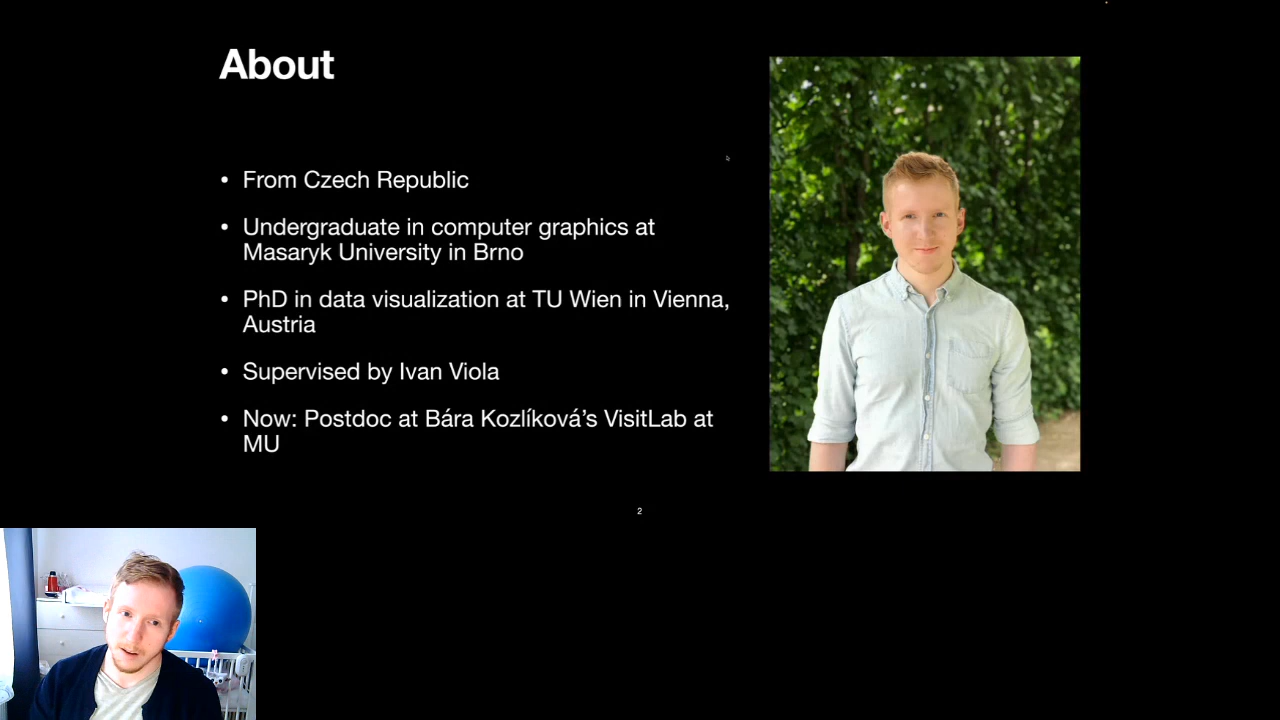 About
• From Czech Republic
• Undergraduate in computer graphics at
Masaryk University in Brno
• PhD in data visualization at TU Wien in Vienna,
Austria
• Supervised by Ivan Viola
• Now: Postdoc at Bára Kozlíková’s VisitLab at
MU
2